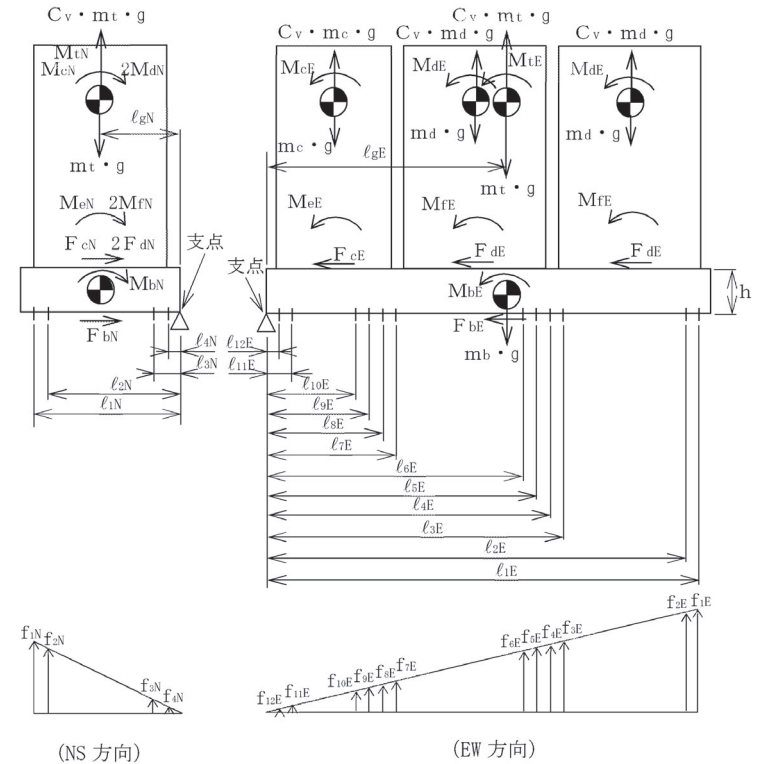 Cv・mt・g
MtN
McN 2MdN
ℓgN
mt・g
MeN 2MfN
FcN 2FdN
MbN
支点
FbN
ℓ4N
ℓ3N
ℓ2N
ℓ1N
Cv・mc・g
Cv・md・g
Cv・mt・g
McE
MdE
MtE
MdE
mc・g
md・g
md・g
ℓgE
mt・g
MeE
MfE
MfE
FcE
FdE
FdE
支点
MbE
h
FbE
mb・g
ℓ12E
ℓ11E
ℓ10E
ℓ9E
ℓ8E
ℓ7E
ℓ6E
ℓ5E
ℓ4E
ℓ3E
ℓ2E
ℓ1E
f1N
f2N
f3N
f4N
(NS 方向)
f12E
f11E
f10E
f9E
f8E
f7E
f6E
f5E
f4E
f3E
f2E
f1E
(EW 方向)